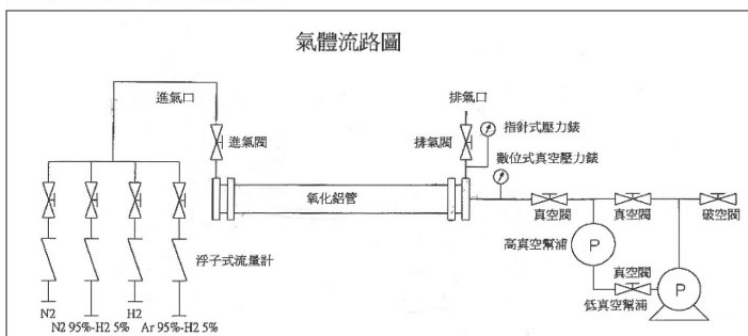 氣體流路圖
進氣口
排氣口
指針式壓力錶
進氣閥
排氣閥
數位式真空壓力錶
氧化鋁管
真空閥
真空閥
破空閥
高真空幫浦
P
浮子式流量計
真空閥
低真空幫浦
P
N2
N2 95%-H2 5%
H2
Ar 95%-H2 5%